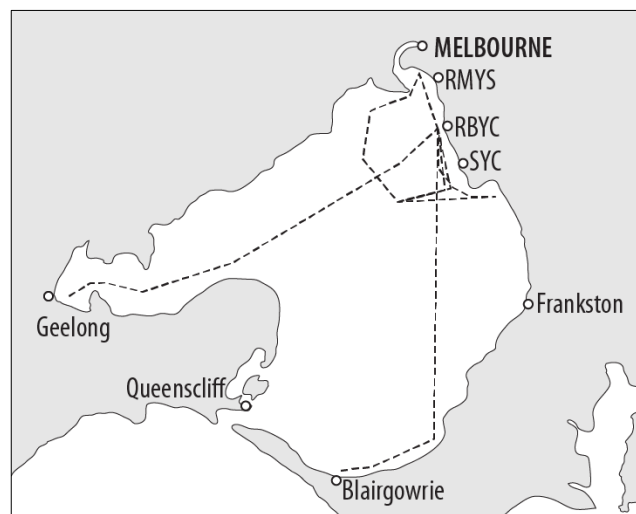 MELBOURNE
RMYS
RBYC
SYC
Frankston
Geelong
Queenscliff
Blairgowrie